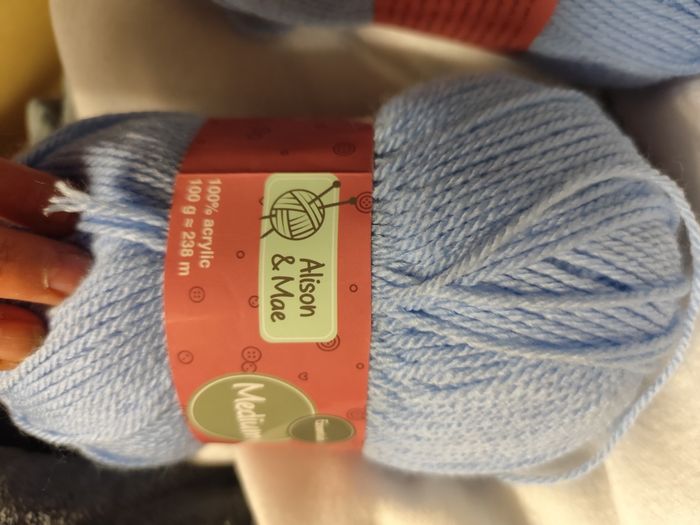 Alison
& Mae
100% acrylic
100 g ≈ 238 m
Medium